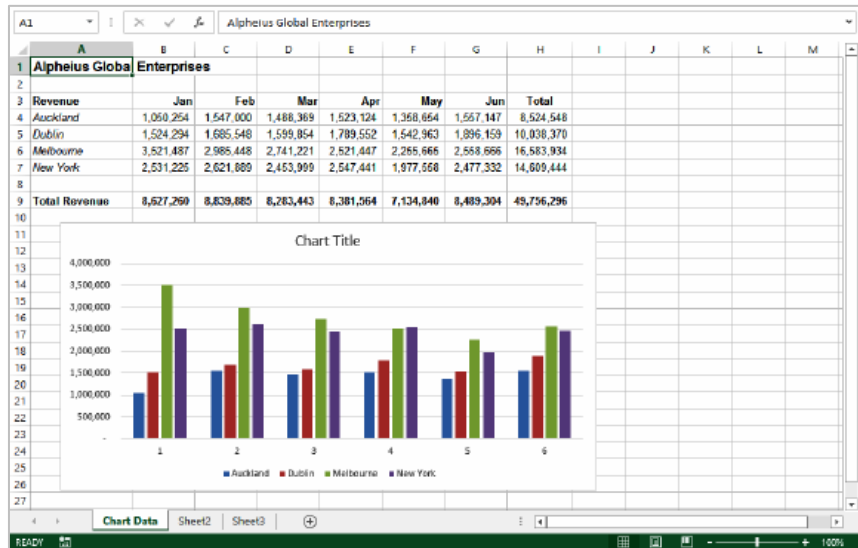 A1 fx Alpheius Global Enterprises
A B C D E F G H I J K L M
1 Alpheius Globa Enterprises
2
3 Revenue Jan Feb Mar Apr May Jun Total
4 Auckland 1,050,254 1,547,000 1,488,369 1,523,124 1,358,654 1,557,147 8,524,548
5 Dublin 1,524,294 1,685,548 1,599,854 1,789,552 1,542,963 1,896,159 10,038,370
6 Melbourne 3,521,487 2,985,448 2,741,221 2,521,447 2,255,665 2,558,666 16,583,934
7 New York 2,531,225 2,621,889 2,453,999 2,547,441 1,977,558 2,477,332 14,609,444
8
9 Total Revenue 8,627,260 8,839,885 8,283,443 8,381,564 7,134,840 8,489,304 49,756,296
10
11
12
13
14
15
16
17
18
19
20
21
22
23
24
25
26
27
Chart Title
4,000,000
3,500,000
3,000,000
2,500,000
2,000,000
1,500,000
1,000,000
500,000
-
1 2 3 4 5 6
Auckland Dublin Melbourne New York
Chart Data Sheet2 Sheet3
READY 100%